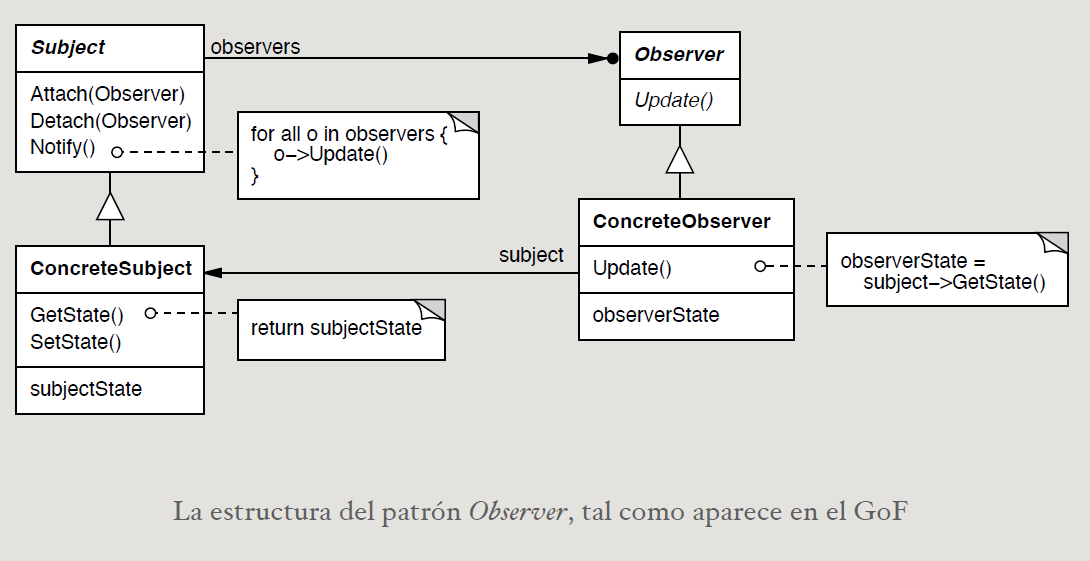 Subject
observers
Observer
Attach(Observer)
Detach(Observer)
Notify()
Update()
for all o in observers {
o->Update()
}
ConcreteObserver
ConcreteSubject
subject
Update()
observerState =
subject->GetState()
GetState()
SetState()
return subjectState
observerState
subjectState
La estructura del patrón Observer, tal como aparece en el GoF